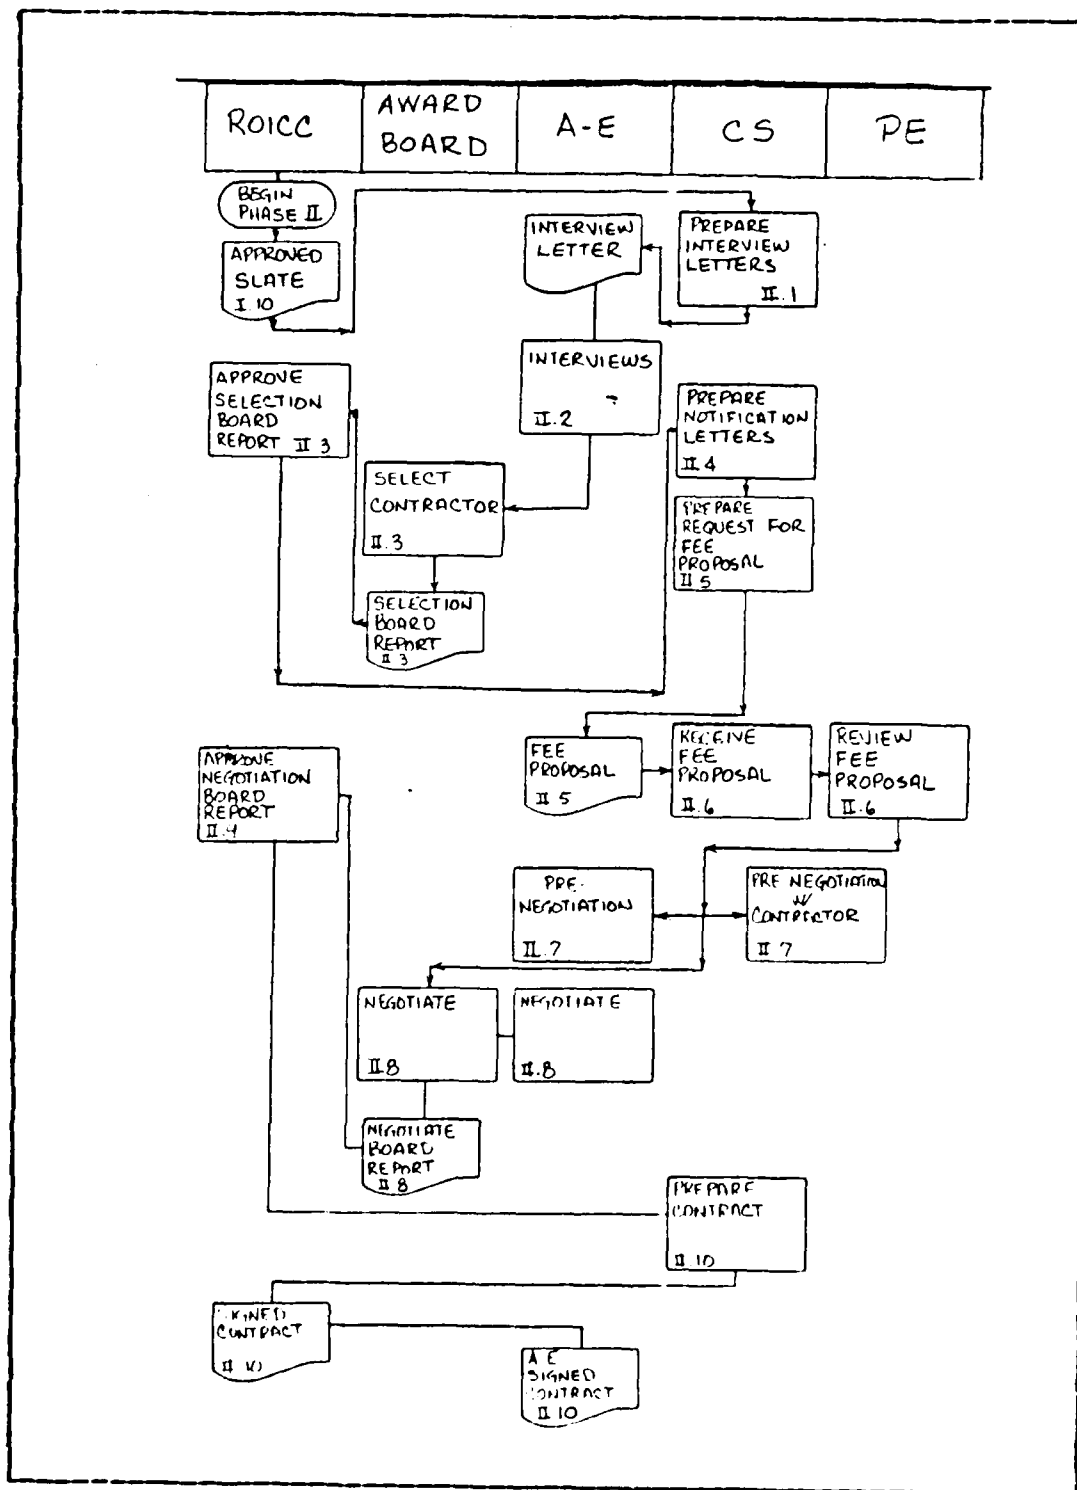 ROICC
AWARD
BOARD
A-E
CS
PE
BEGIN
PHASE II
APPROVED
SLATE
I.10
INTERVIEW
LETTER
PREPARE
INTERVIEW
LETTERS
II.1
APPROVE
SELECTION
BOARD
REPORT II 3
INTERVIEWS
II.2
PREPARE
NOTIFICATION
LETTERS
II.4
SELECT
CONTRACTOR
II.3
PREPARE
REQUEST FOR
FEE
PROPOSAL
II 5
SELECTION
BOARD
REPORT
II 3
APPROVE
NEGOTIATION
BOARD
REPORT
II.9
FEE
PROPOSAL
II 5
RECEIVE
FEE
PROPOSAL
II.6
REVIEW
FEE
PROPOSAL
II.6
PRE-
NEGOTIATION
II.7
PRE NEGOTIATION
W/
CONTRACTOR
II 7
NEGOTIATE
II.8
NEGOTIATE
II.8
NEGOTIATE
BOARD
REPORT
II 8
PREPARE
CONTRACT
II.10
SIGNED
CONTRACT
II 10
A E
SIGNED
CONTRACT
II 10